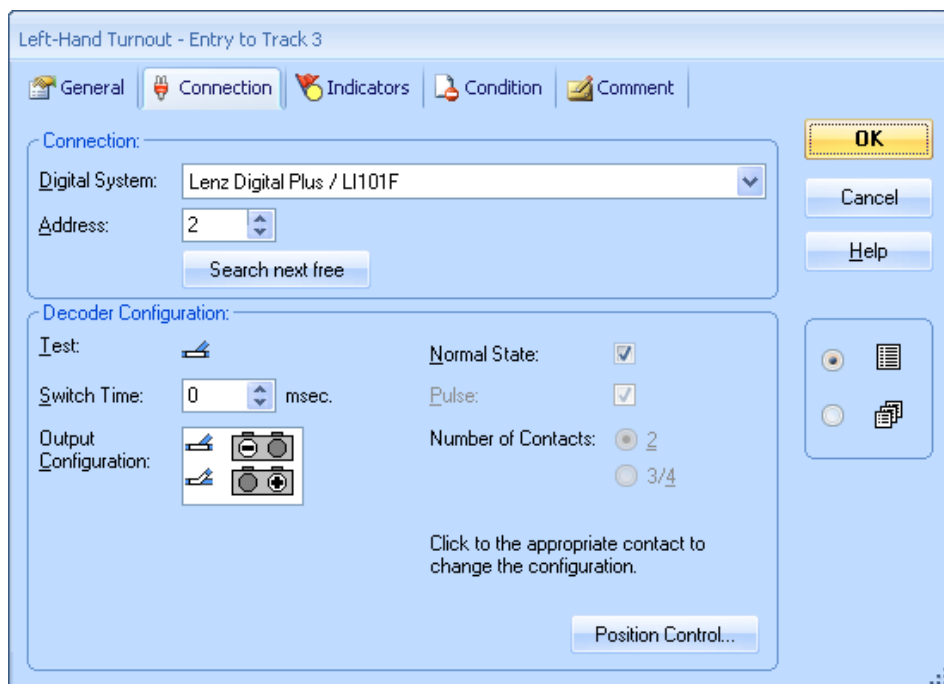 Left-Hand Turnout - Entry to Track 3
General
Connection
Indicators
Condition
Comment
Connection:
Digital System:
Lenz Digital Plus / LI101F
Address:
2
Search next free
OK
Cancel
Help
Decoder Configuration:
Test:
Normal State:
Switch Time:
0
msec.
Pulse:
Output
Configuration:
Number of Contacts:
2
3/4
Click to the appropriate contact to
change the configuration.
Position Control...